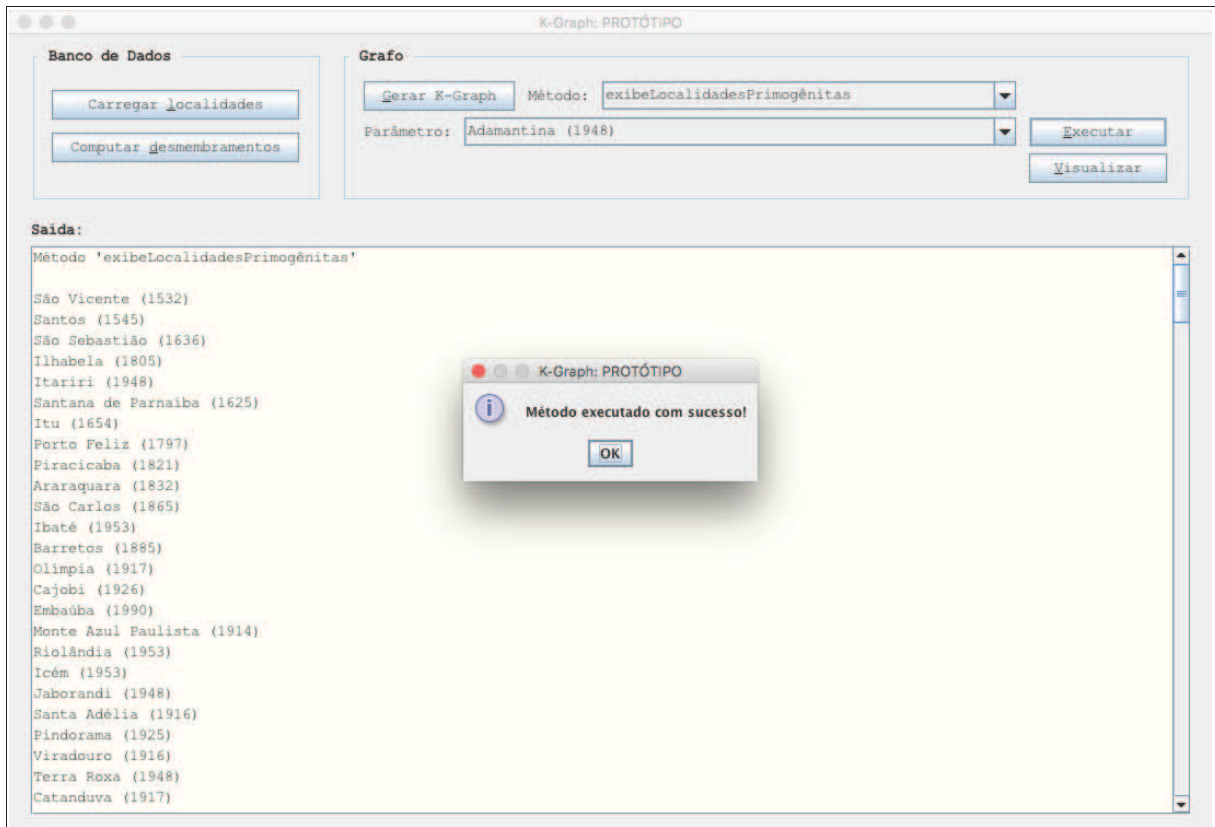 K-Graph: PROTÓTIPO
Banco de Dados
Carregar localidades
Computar desmembramentos
Grafo
Gerar K-Graph Método: exibeLocalidadesPrimogênitas
Parâmetro: Adamantina (1948) Executar
Visualizar
Saída:
Método 'exibeLocalidadesPrimogênitas'
São Vicente (1532)
Santos (1545)
São Sebastião (1636)
Ilhabela (1805)
Itariri (1948)
Santana de Parnaíba (1625)
Itu (1654)
Porto Feliz (1797)
Piracicaba (1821)
Araraquara (1832)
São Carlos (1865)
Ibaté (1953)
Barretos (1885)
Olímpia (1917)
Cajobi (1926)
Embaúba (1990)
Monte Azul Paulista (1914)
Riolândia (1953)
Icém (1953)
Jaborandi (1948)
Santa Adélia (1916)
Pindorama (1925)
Viradouro (1916)
Terra Roxa (1948)
Catanduva (1917)
K-Graph: PROTÓTIPO
Método executado com sucesso!
OK